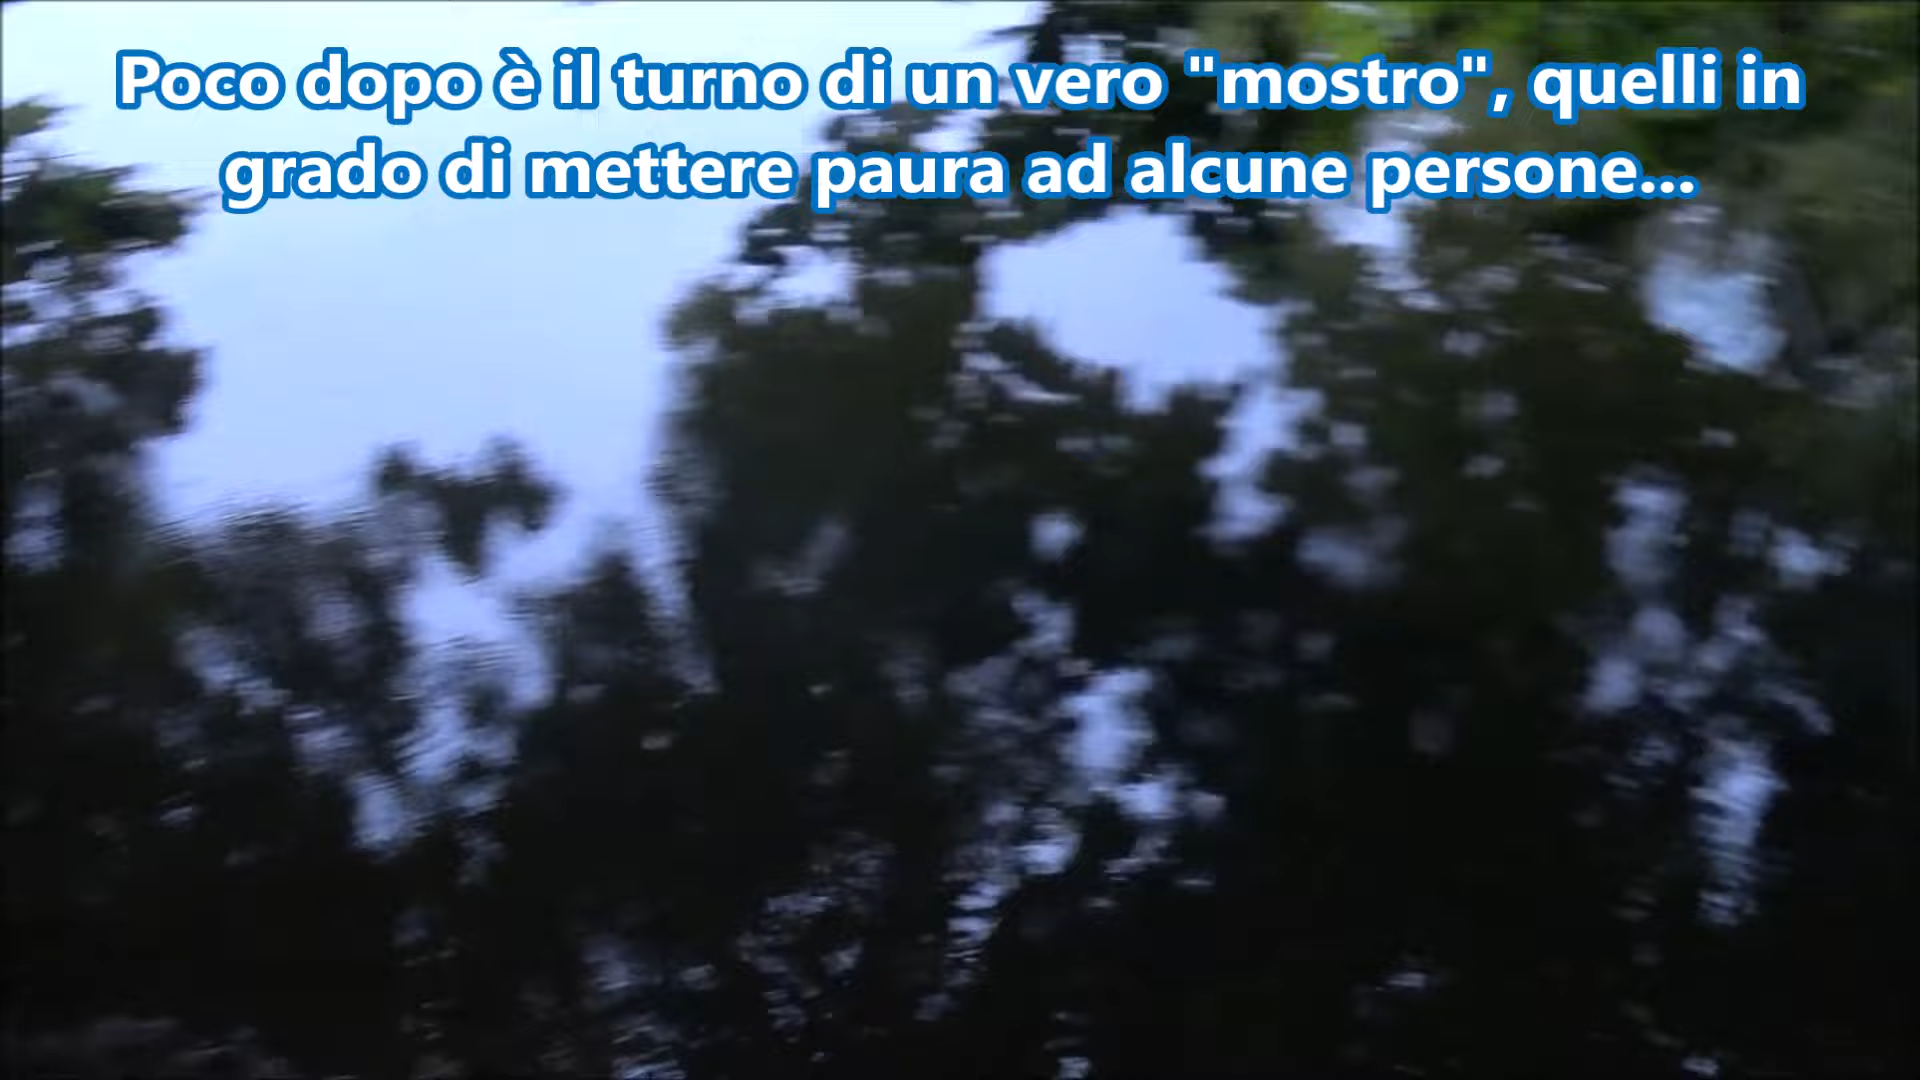 Poco dopo è il turno di un vero "mostro", quelli in
grado di mettere paura ad alcune persone...